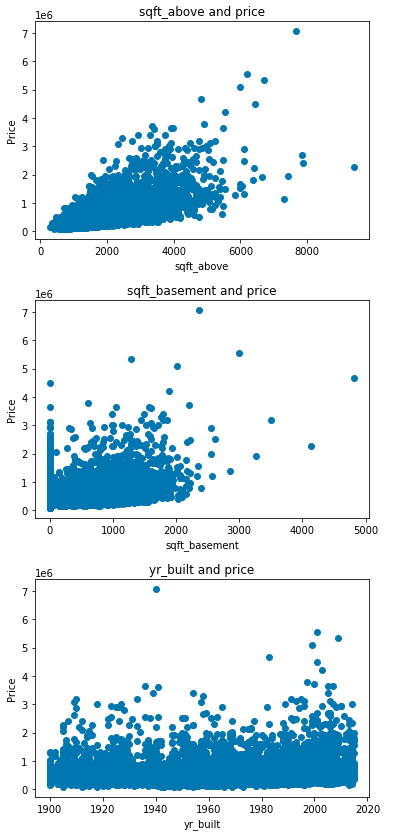 sqft_above and price
1e6
7
6
5
4
3
2
1
0
Price
0 2000 4000 6000 8000
sqft_above
sqft_basement and price
1e6
7
6
5
4
3
2
1
0
Price
0 1000 2000 3000 4000 5000
sqft_basement
yr_built and price
1e6
7
6
5
4
3
2
1
0
Price
1900 1920 1940 1960 1980 2000 2020
yr_built